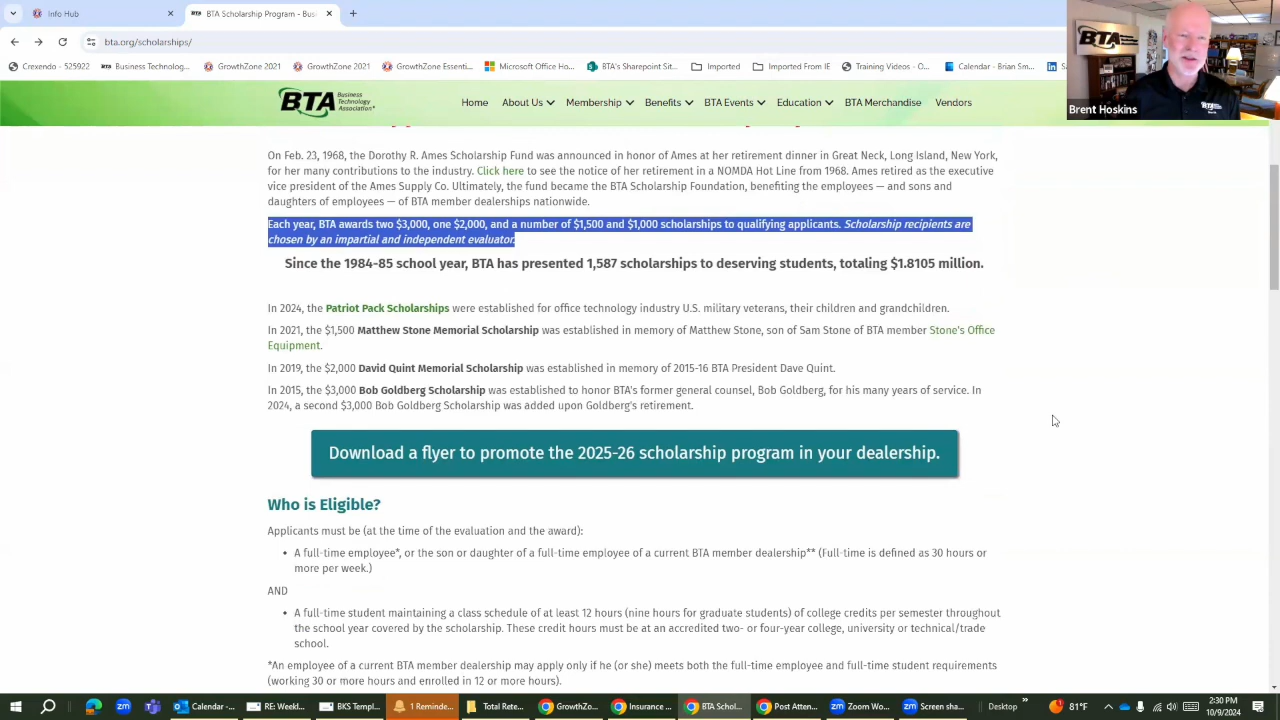 Info Hub
BTA Scholarship Program - Bus
bta.org/scholarships/
Crexendo - 525922
Business Technolog...
GrowthZone 2021
GrowthZone 2021
GrowthZone Essenti...
Microsoft Office Ho...
BTA's Sharepoint Sit...
Imported
Imported From IE
Training Videos - O...
Calendar - Brian Sm...
BTA
Brent Hoskins
BTA Business Technology Association
Home About Us Membership Benefits BTA Events Education BTA Merchandise Vendors
On Feb. 23, 1968, the Dorothy R. Ames Scholarship Fund was announced in honor of Ames at her retirement dinner in Great Neck, Long Island, New York,
for her many contributions to the industry. Click here to see the notice of her retirement in a NOMDA Hot Line from 1968. Ames retired as the executive
vice president of the Ames Supply Co. Ultimately, the fund became the BTA Scholarship Foundation, benefiting the employees — and sons and
daughters of employees — of BTA member dealerships nationwide.
Each year, BTA awards two $3,000, one $2,000, and a number of $1,500 and $1,000 scholarships to qualifying applicants. Scholarship recipients are
chosen by an impartial and independent evaluator.
Since the 1984-85 school year, BTA has presented 1,587 scholarships to deserving students, totaling $1.8105 million.
In 2024, the Patriot Pack Scholarships were established for office technology industry U.S. military veterans, their children and grandchildren.
In 2021, the $1,500 Matthew Stone Memorial Scholarship was established in memory of Matthew Stone, son of Sam Stone of BTA member Stone's Office
Equipment.
In 2019, the $2,000 David Quint Memorial Scholarship was established in memory of 2015-16 BTA President Dave Quint.
In 2015, the $3,000 Bob Goldberg Scholarship was established to honor BTA's former general counsel, Bob Goldberg, for his many years of service. In
2024, a second $3,000 Bob Goldberg Scholarship was added upon Goldberg's retirement.
Download a flyer to promote the 2025-26 scholarship program in your dealership.
Who is Eligible?
Applicants must be (at the time of the evaluation and the award):
• A full-time employee*, or the son or daughter of a full-time employee of a current BTA member dealership** (Full-time is defined as 30 hours or
more per week.)
AND
• A full-time student maintaining a class schedule of at least 12 hours (nine hours for graduate students) of college credits per semester throughout
the school year covered by the scholarship. These credit hours must be at an accredited two- or four-year college, university or technical/trade
school.
*An employee of a current BTA member dealership may apply only if he (or she) meets both the full-time employee and full-time student requirements
(working 30 or more hours and enrolled in 12 or more hours).
Calendar -
RE: Week...
BKS Templ...
1 Reminde...
Total Rete...
GrowthZo...
Insurance ...
BTA Schol...
Post Atten...
Zoom Wo...
Screen sha...
Desktop
81°F
2:30 PM
10/9/2024